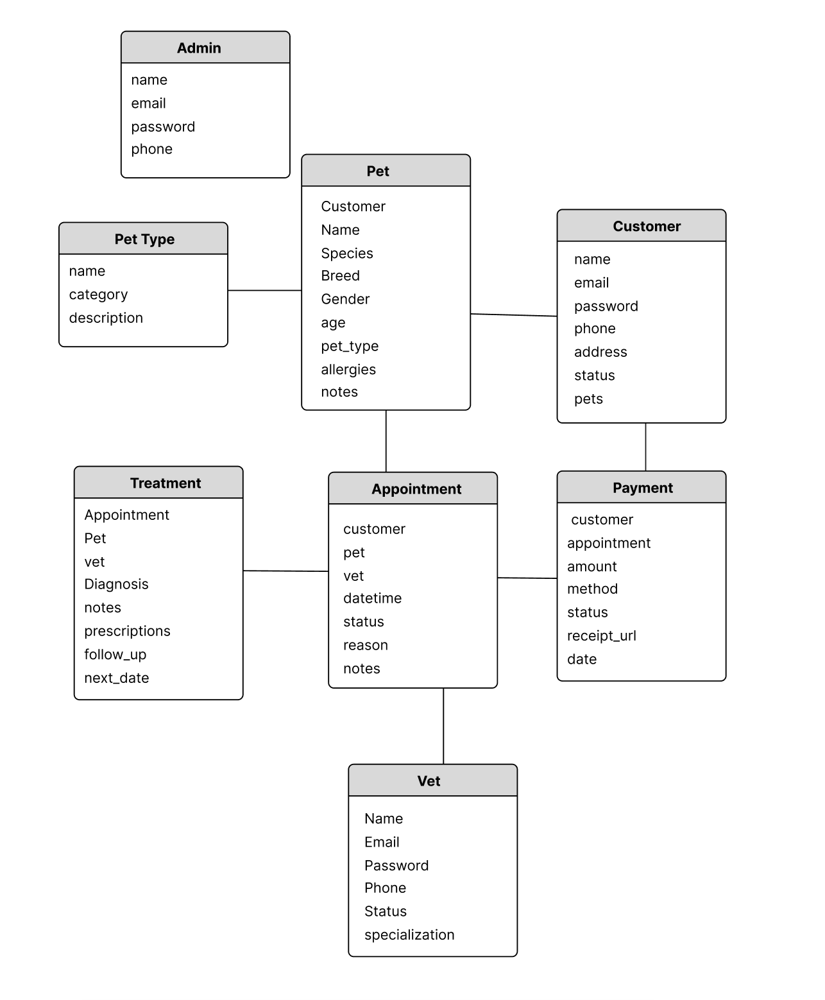 Admin
name
email
password
phone
Pet
Customer
Name
Species
Breed
Gender
age
pet_type
allergies
notes
Customer
name
email
password
phone
address
status
pets
Pet Type
name
category
description
Treatment
Appointment
Pet
vet
Diagnosis
notes
prescriptions
follow_up
next_date
Appointment
customer
pet
vet
datetime
status
reason
notes
Payment
customer
appointment
amount
method
status
receipt_url
date
Vet
Name
Email
Password
Phone
Status
specialization